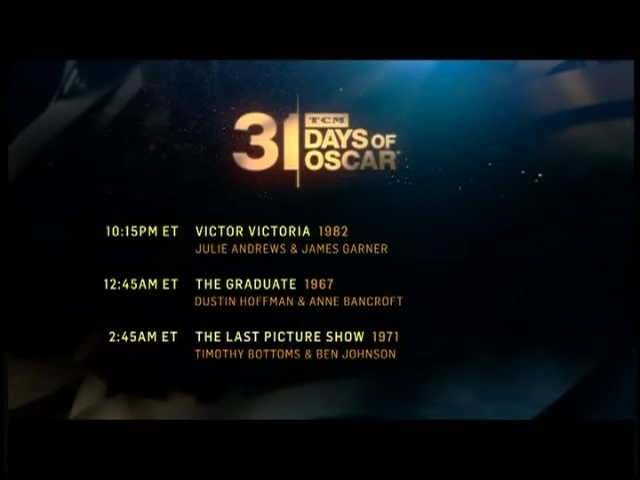 31 TCM
DAYS OF
OSCAR
10:15PM ET VICTOR VICTORIA 1982
JULIE ANDREWS & JAMES GARNER
12:45AM ET THE GRADUATE 1967
DUSTIN HOFFMAN & ANNE BANCROFT
2:45AM ET THE LAST PICTURE SHOW 1971
TIMOTHY BOTTOMS & BEN JOHNSON